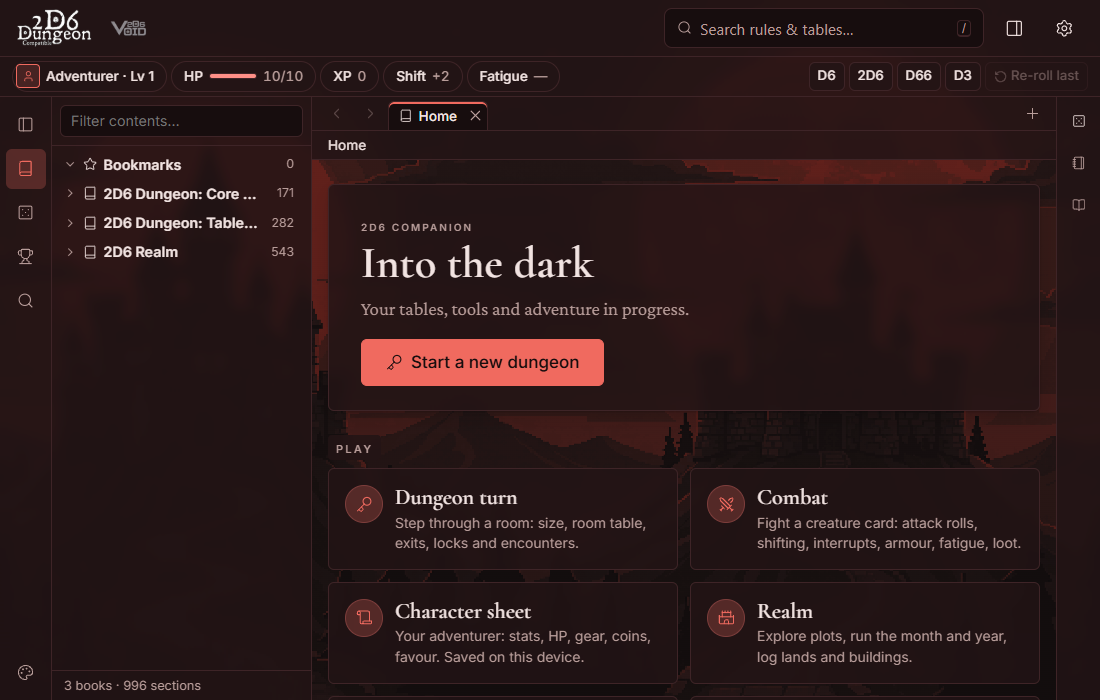 2D6
Dungeon
Compatible
2D6
VOID
Search rules & tables...
/
Adventurer · Lv 1
HP 10/10
XP 0
Shift +2
Fatigue —
D6
2D6
D66
D3
Re-roll last
Filter contents...
Bookmarks 0
2D6 Dungeon: Core ... 171
2D6 Dungeon: Table... 282
2D6 Realm 543
3 books · 996 sections
Home
Home
2D6 COMPANION
Into the dark
Your tables, tools and adventure in progress.
Start a new dungeon
PLAY
Dungeon turn
Step through a room: size, room table,
exits, locks and encounters.
Combat
Fight a creature card: attack rolls,
shifting, interrupts, armour, fatigue, loot.
Character sheet
Your adventurer: stats, HP, gear, coins,
favour. Saved on this device.
Realm
Explore plots, run the month and year,
log lands and buildings.